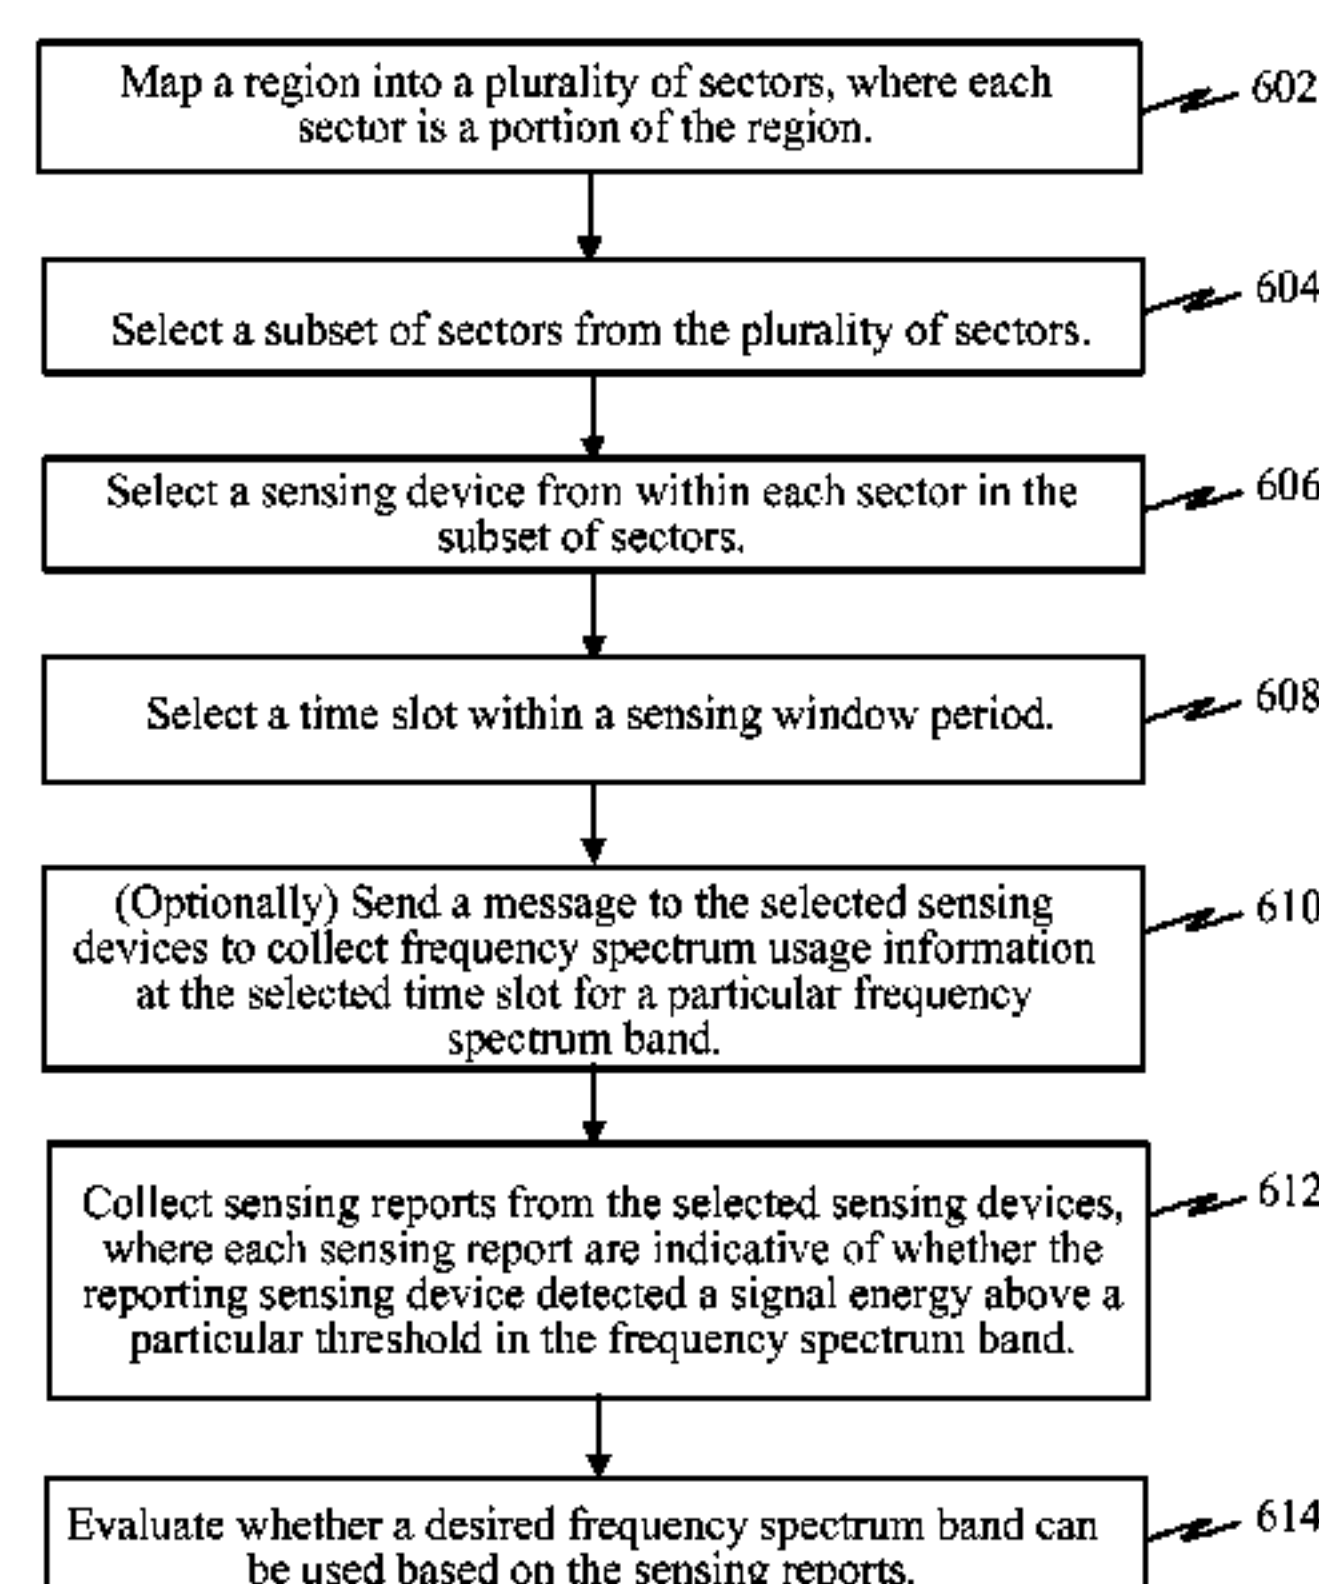 Map a region into a plurality of sectors, where each
sector is a portion of the region.
602
Select a subset of sectors from the plurality of sectors.
604
Select a sensing device from within each sector in the
subset of sectors.
606
Select a time slot within a sensing window period.
608
(Optionally) Send a message to the selected sensing
devices to collect frequency spectrum usage information
at the selected time slot for a particular frequency
spectrum band.
610
Collect sensing reports from the selected sensing devices,
where each sensing report are indicative of whether the
reporting sensing device detected a signal energy above a
particular threshold in the frequency spectrum band.
612
Evaluate whether a desired frequency spectrum band can
be used based on the sensing reports.
614